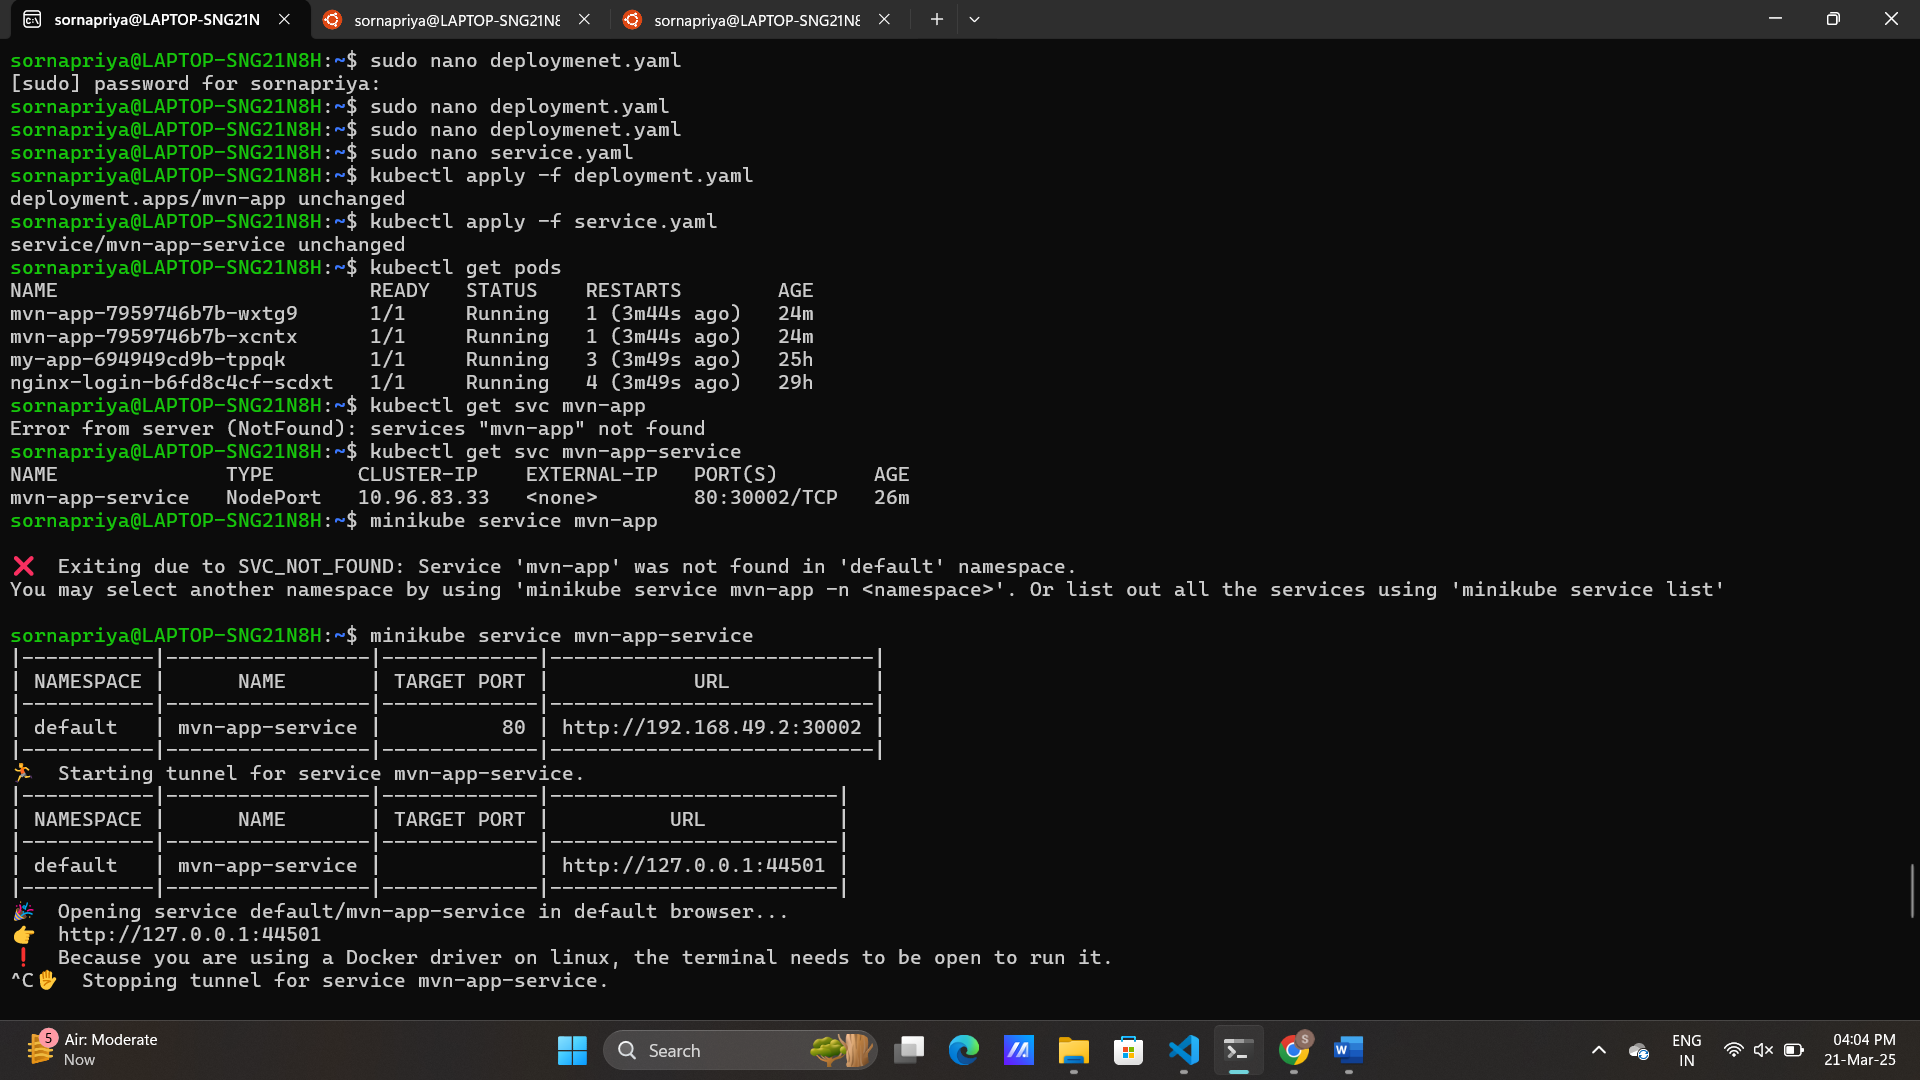 sornapriya@LAPTOP-SNG21N
sornapriya@LAPTOP-SNG21N8
sornapriya@LAPTOP-SNG21N8
sornapriya@LAPTOP-SNG21N8H:~$ sudo nano deploymenet.yaml
[sudo] password for sornapriya:
sornapriya@LAPTOP-SNG21N8H:~$ sudo nano deployment.yaml
sornapriya@LAPTOP-SNG21N8H:~$ sudo nano deploymenet.yaml
sornapriya@LAPTOP-SNG21N8H:~$ sudo nano service.yaml
sornapriya@LAPTOP-SNG21N8H:~$ kubectl apply -f deployment.yaml
deployment.apps/mvn-app unchanged
sornapriya@LAPTOP-SNG21N8H:~$ kubectl apply -f service.yaml
service/mvn-app-service unchanged
sornapriya@LAPTOP-SNG21N8H:~$ kubectl get pods
NAME                          READY   STATUS    RESTARTS        AGE
mvn-app-7959746b7b-wxtg9      1/1     Running   1 (3m44s ago)   24m
mvn-app-7959746b7b-xcntx      1/1     Running   1 (3m44s ago)   24m
my-app-694949cd9b-tppqk       1/1     Running   3 (3m49s ago)   25h
nginx-login-b6fd8c4cf-scdxt   1/1     Running   4 (3m49s ago)   29h
sornapriya@LAPTOP-SNG21N8H:~$ kubectl get svc mvn-app
Error from server (NotFound): services "mvn-app" not found
sornapriya@LAPTOP-SNG21N8H:~$ kubectl get svc mvn-app-service
NAME              TYPE       CLUSTER-IP    EXTERNAL-IP   PORT(S)        AGE
mvn-app-service   NodePort   10.96.83.33   <none>        80:30002/TCP   26m
sornapriya@LAPTOP-SNG21N8H:~$ minikube service mvn-app
❌  Exiting due to SVC_NOT_FOUND: Service 'mvn-app' was not found in 'default' namespace.
You may select another namespace by using 'minikube service mvn-app -n <namespace>'. Or list out all the services using 'minikube service list'
sornapriya@LAPTOP-SNG21N8H:~$ minikube service mvn-app-service
|-----------|-----------------|-------------|---------------------------|
| NAMESPACE |      NAME       | TARGET PORT |            URL            |
|-----------|-----------------|-------------|---------------------------|
| default   | mvn-app-service |          80 | http://192.168.49.2:30002 |
|-----------|-----------------|-------------|---------------------------|
🏃  Starting tunnel for service mvn-app-service.
|-----------|-----------------|-------------|------------------------|
| NAMESPACE |      NAME       | TARGET PORT |          URL           |
|-----------|-----------------|-------------|------------------------|
| default   | mvn-app-service |             | http://127.0.0.1:44501 |
|-----------|-----------------|-------------|------------------------|
🎉  Opening service default/mvn-app-service in default browser...
👉  http://127.0.0.1:44501
❗  Because you are using a Docker driver on linux, the terminal needs to be open to run it.
^C✋  Stopping tunnel for service mvn-app-service.
5
Air: Moderate
Now
Search
S
W
ENG
IN
04:04 PM
21-Mar-25